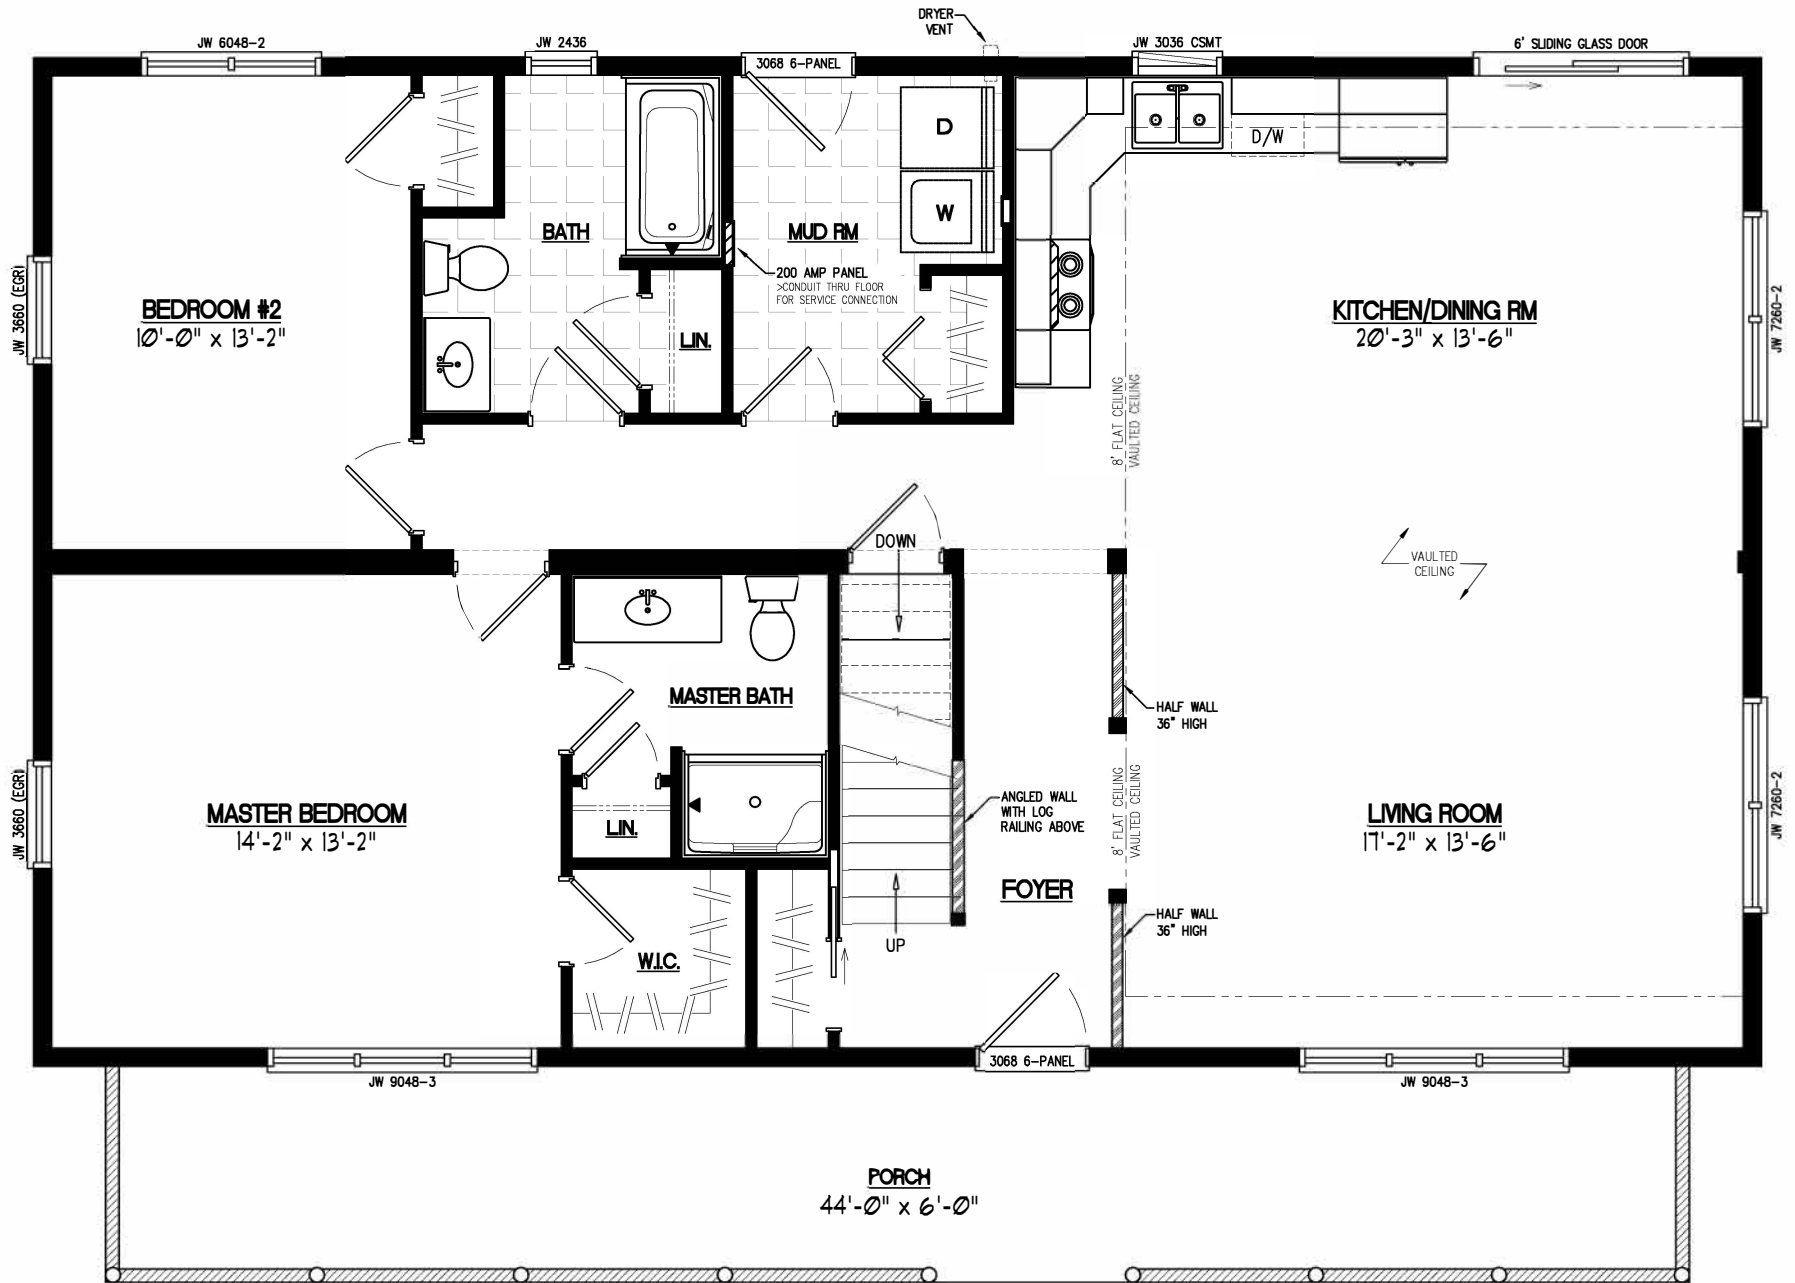 DRYER
VENT
JW 6048-2
JW 2436
3068 6-PANEL
JW 3036 CSMT
6' SLIDING GLASS DOOR
D
D/W
W
BATH
MUD RM
200 AMP PANEL
>CONDUIT THRU FLOOR
FOR SERVICE CONNECTION
JW 3660 (EGR)
BEDROOM #2
10'-0" x 13'-2"
LIN.
KITCHEN/DINING RM
20'-3" x 13'-6"
JW 7260-2
8' FLAT CEILING
VAULTED CEILING
DOWN
VAULTED
CEILING
MASTER BATH
HALF WALL
36" HIGH
JW 3660 (EGR)
MASTER BEDROOM
14'-2" x 13'-2"
LIN.
ANGLED WALL
WITH LOG
RAILING ABOVE
8' FLAT CEILING
VAULTED CEILING
LIVING ROOM
17'-2" x 13'-6"
JW 7260-2
FOYER
HALF WALL
36" HIGH
UP
W.I.C.
3068 6-PANEL
JW 9048-3
JW 9048-3
PORCH
44'-0" x 6'-0"